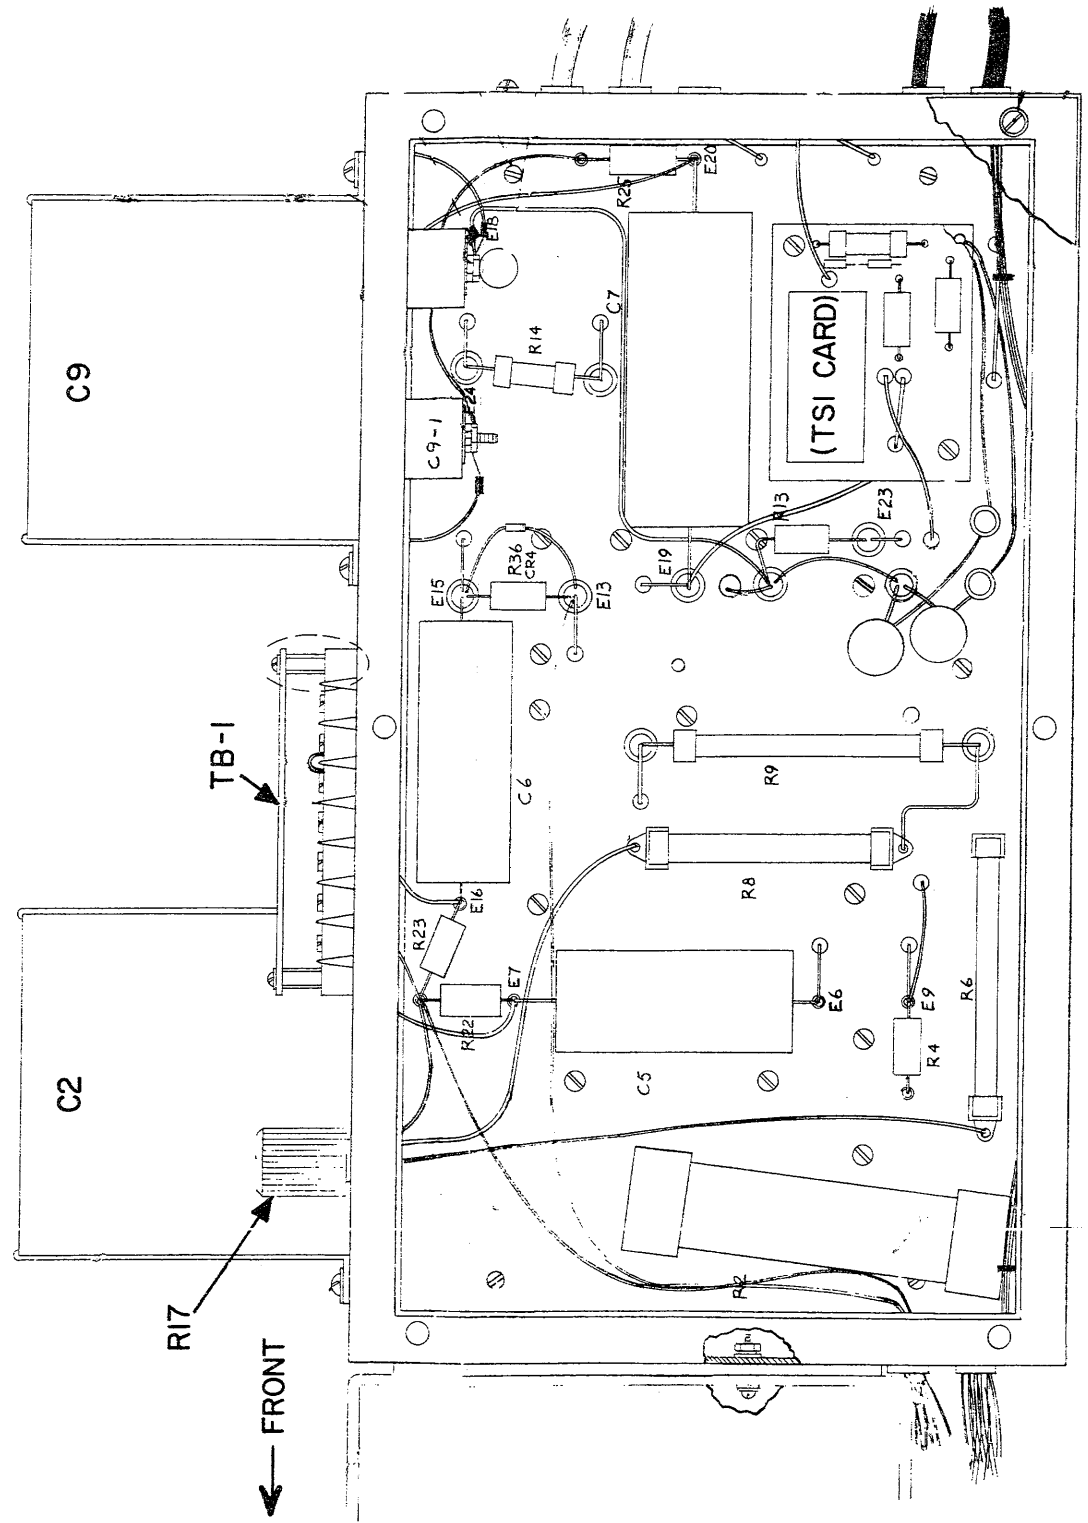 C9
C2
TB-1
R17
FRONT
C9-1
E18
E24
R14
C7
R25
E20
(TSI CARD)
R13
E23
E19
E15
R36
CR4
E13
C6
E16
R23
R22
E7
C5
E6
E9
R4
R6
R8
R9
R12